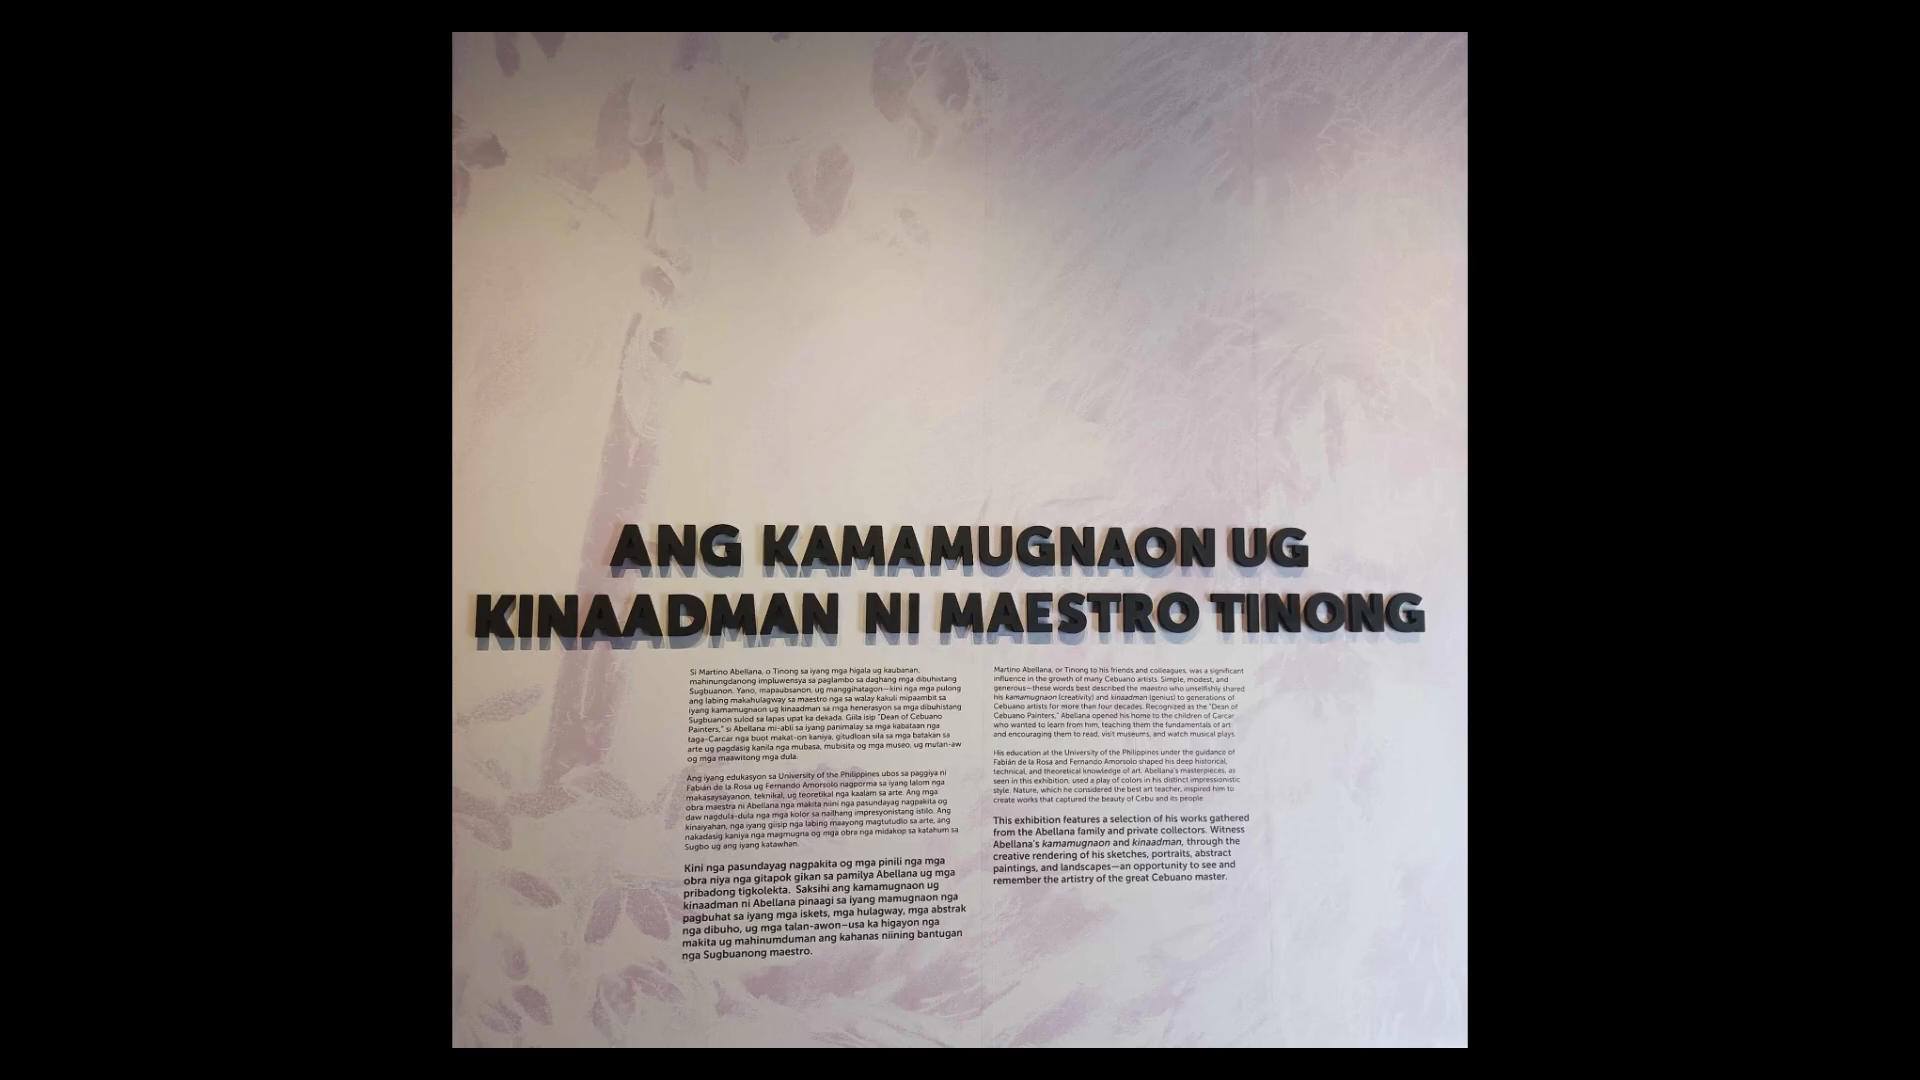 ANG KAMAMUGNAON UG
KINAADMAN NI MAESTRO TINONG
Si Martino Abellana, o Tinong sa iyang mga higala ug kaubanan,
mahinungdanong impluwensya sa paglambo sa daghang mga dibuhistang
Sugbuanon. Yano, mapaubsanon, ug manggihatagon—kini nga mga pulong
ang labing makahulagway sa maestro nga sa walay kakuli mipaambit sa
iyang kamamugnaon ug kinaadman sa mga henerasyon sa mga dibuhistang
Sugbuanon sulod sa lapas upat ka dekada. Giila isip "Dean of Cebuano
Painters," si Abellana mi-abli sa iyang panimalay sa mga kabataan nga
taga-Carcar nga buot makat-on kaniya, gitudloan sila sa mga batakan sa
arte ug pagdasig kanila nga mubasa, mubisita og mga museo, ug mutan-aw
og mga maawitong mga dula.
Ang iyang edukasyon sa University of the Philippines ubos sa paggiya ni
Fabián de la Rosa ug Fernando Amorsolo nagporma sa iyang lalom nga
makasaysayanon, teknikal, ug teoretikal nga kaalam sa arte. Ang mga
obra maestra ni Abellana nga makita niini nga pasundayag nagpakita og
daw nagdula-dula nga mga kolor sa nailhang impresyonistang istilo. Ang
kinaiyahan, nga iyang giisip nga labing maayong magtutudlo sa arte, ang
nakadasig kaniya nga magmugna og mga obra nga midakop sa katahum sa
Sugbo ug ang iyang katawhan.
Kini nga pasundayag nagpakita og mga pinili nga mga
obra niya nga gitapok gikan sa pamilya Abellana ug mga
pribadong tigkolekta. Saksihi ang kamamugnaon ug
kinaadman ni Abellana pinaagi sa iyang mamugnaon nga
pagbuhat sa iyang mga iskets, mga hulagway, mga abstrak
nga dibuho, ug mga talan-awon–usa ka higayon nga
makita ug mahinumduman ang kahanas niining bantugan
nga Sugbuanong maestro.
Martino Abellana, or Tinong to his friends and colleagues, was a significant
influence in the growth of many Cebuano artists. Simple, modest, and
generous—these words best described the maestro who unselfishly shared
his kamamugnaon (creativity) and kinaadman (genius) to generations of
Cebuano artists for more than four decades. Recognized as the "Dean of
Cebuano Painters," Abellana opened his home to the children of Carcar
who wanted to learn from him, teaching them the fundamentals of art
and encouraging them to read, visit museums, and watch musical plays.
His education at the University of the Philippines under the guidance of
Fabián de la Rosa and Fernando Amorsolo shaped his deep historical,
technical, and theoretical knowledge of art. Abellana's masterpieces, as
seen in this exhibition, used a play of colors in his distinct impressionistic
style. Nature, which he considered the best art teacher, inspired him to
create works that captured the beauty of Cebu and its people.
This exhibition features a selection of his works gathered
from the Abellana family and private collectors. Witness
Abellana's kamamugnaon and kinaadman, through the
creative rendering of his sketches, portraits, abstract
paintings, and landscapes—an opportunity to see and
remember the artistry of the great Cebuano master.